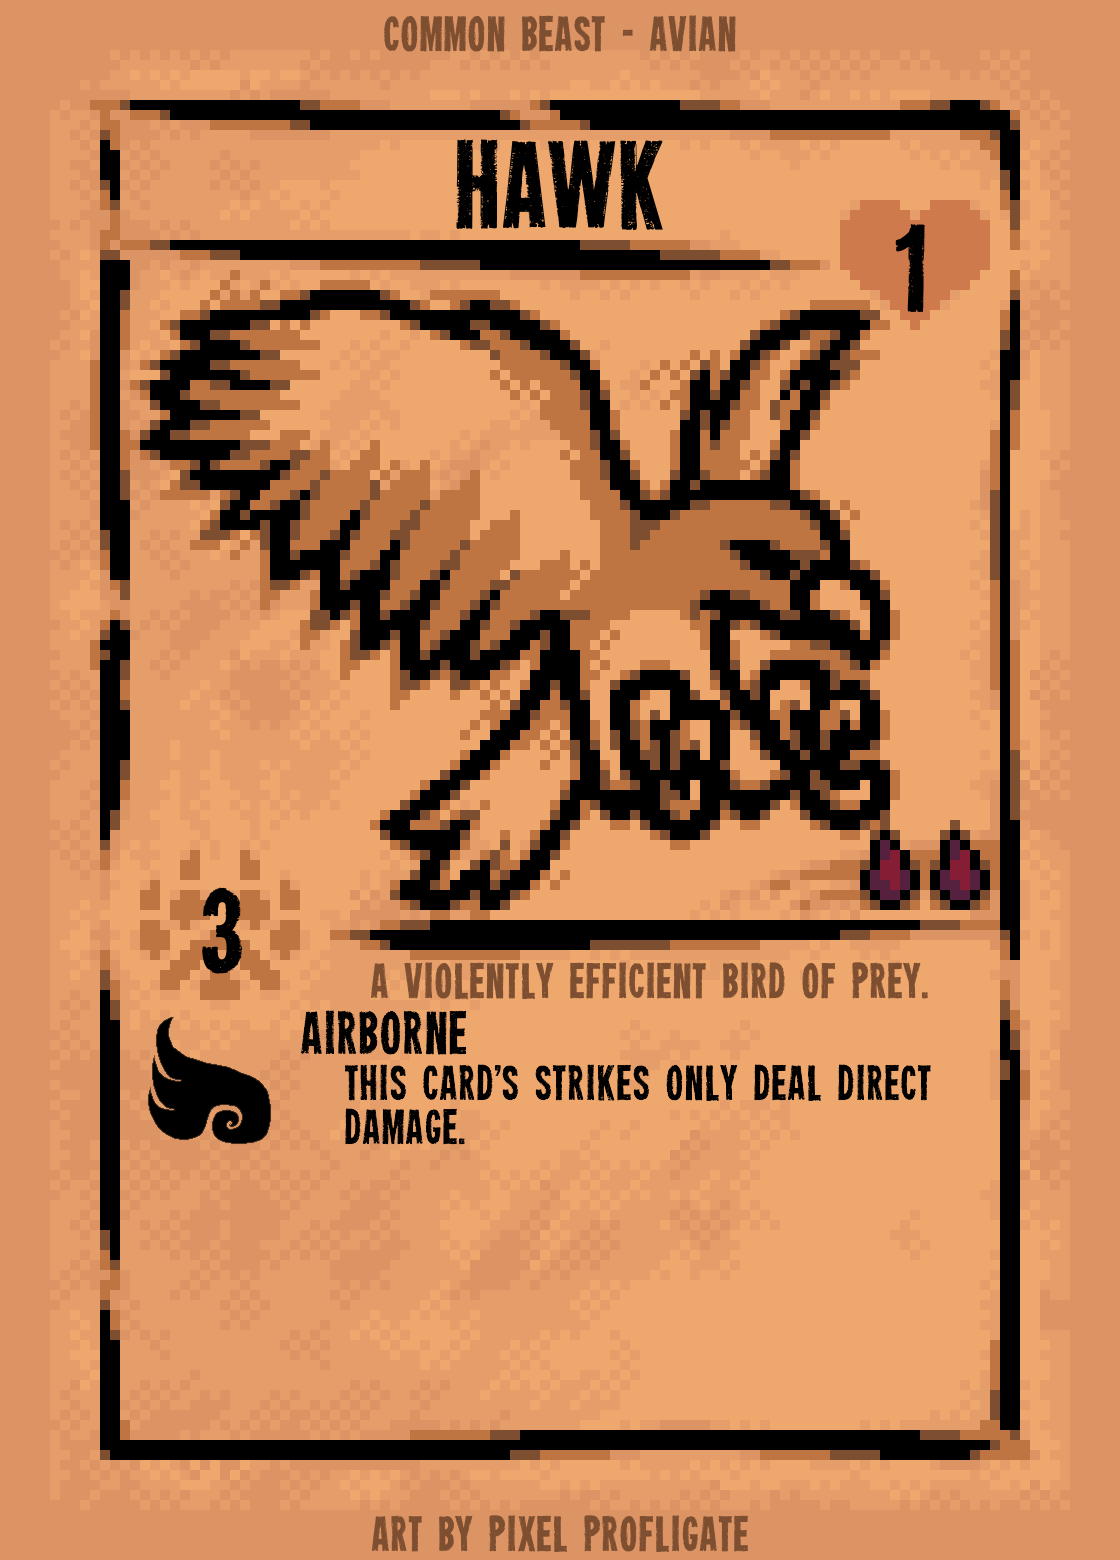 COMMON BEAST - AVIAN
HAWK
1
3
A VIOLENTLY EFFICIENT BIRD OF PREY.
AIRBORNE
THIS CARD'S STRIKES ONLY DEAL DIRECT
DAMAGE.
ART BY PIXEL PROFLIGATE